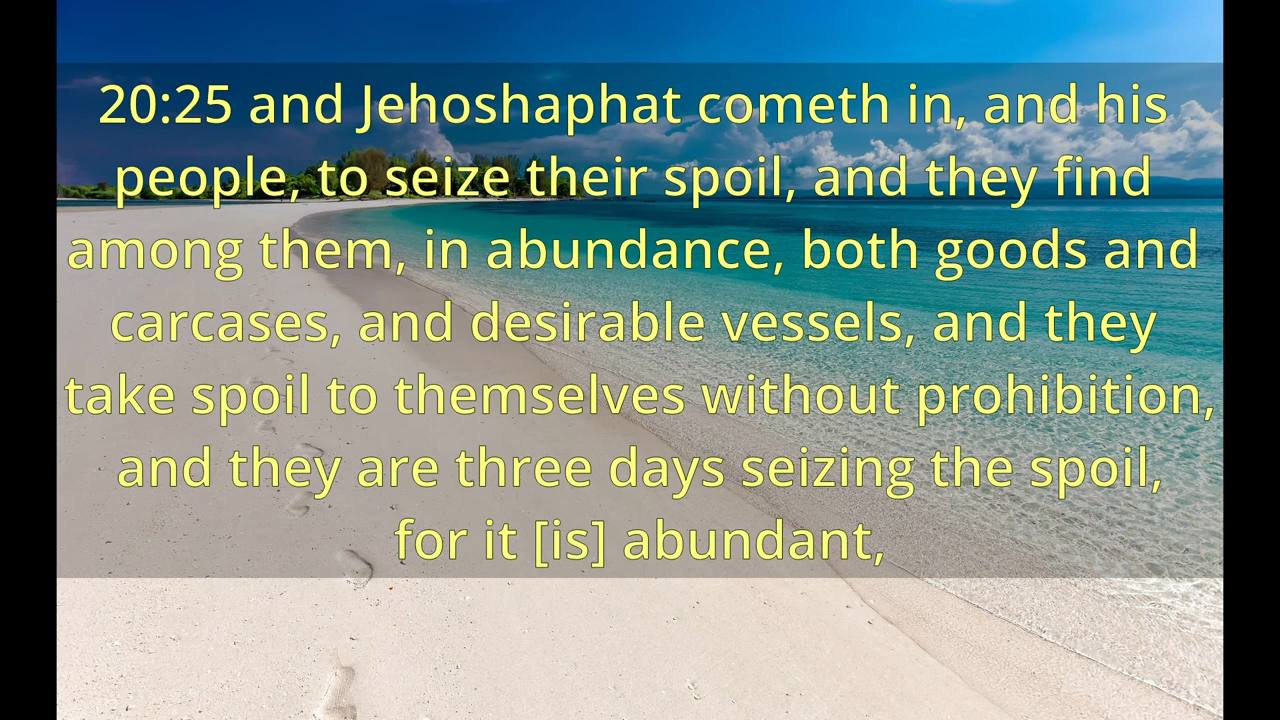 20:25 and Jehoshaphat cometh in, and his
people, to seize their spoil, and they find
among them, in abundance, both goods and
carcases, and desirable vessels, and they
take spoil to themselves without prohibition,
and they are three days seizing the spoil,
for it [is] abundant,